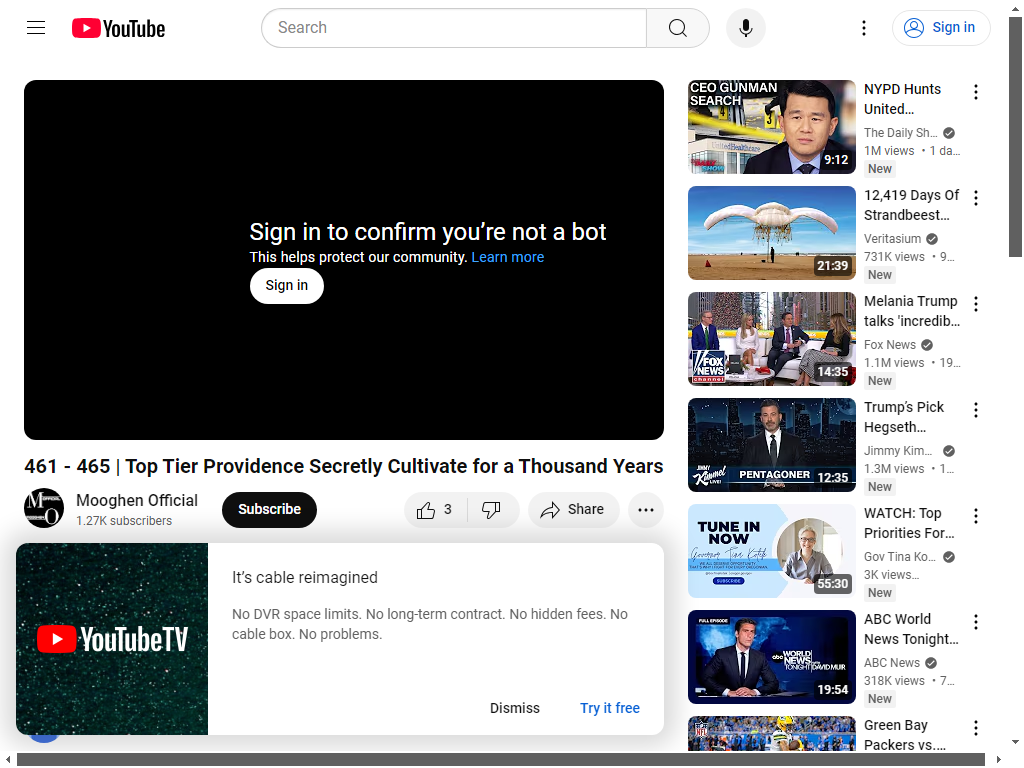 YouTube
Search
Sign in
Sign in to confirm you’re not a bot
This helps protect our community. Learn more
Sign in
461 - 465 | Top Tier Providence Secretly Cultivate for a Thousand Years
Mooghen Official
1.27K subscribers
Subscribe
3
Share
YouTubeTV
It’s cable reimagined
No DVR space limits. No long-term contract. No hidden fees. No
cable box. No problems.
Dismiss
Try it free
CEO GUNMAN
SEARCH
UnitedHealthcare
9:12
NYPD Hunts
United…
The Daily Sh…
1M views • 1 da…
New
21:39
12,419 Days Of
Strandbeest…
Veritasium
731K views • 9…
New
FOX
NEWS
channel
14:35
Melania Trump
talks 'incredib…
Fox News
1.1M views • 19…
New
JIMMY
Kimmel
LIVE!
PENTAGONER
12:35
Trump’s Pick
Hegseth…
Jimmy Kim…
1.3M views • 1…
New
TUNE IN
NOW
Governor Tina Kotek
SUBSCRIBE
55:30
WATCH: Top
Priorities For…
Gov Tina Ko…
3K views…
New
FULL EPISODE
abc WORLD
NEWS
TONIGHT DAVID MUIR
19:54
ABC World
News Tonight…
ABC News
318K views • 7…
New
NFL
Green Bay
Packers vs.…